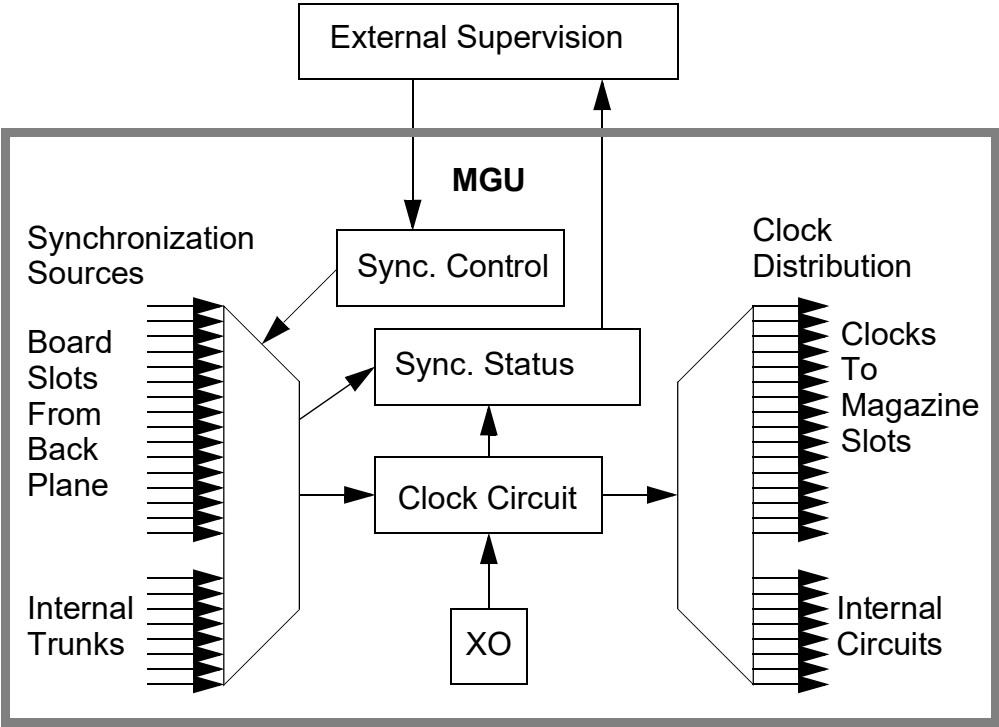 External Supervision
MGU
Synchronization
Sources
Clock
Distribution
Sync. Control
Board
Slots
From
Back
Plane
Sync. Status
Clocks
To
Magazine
Slots
Clock Circuit
Internal
Trunks
XO
Internal
Circuits